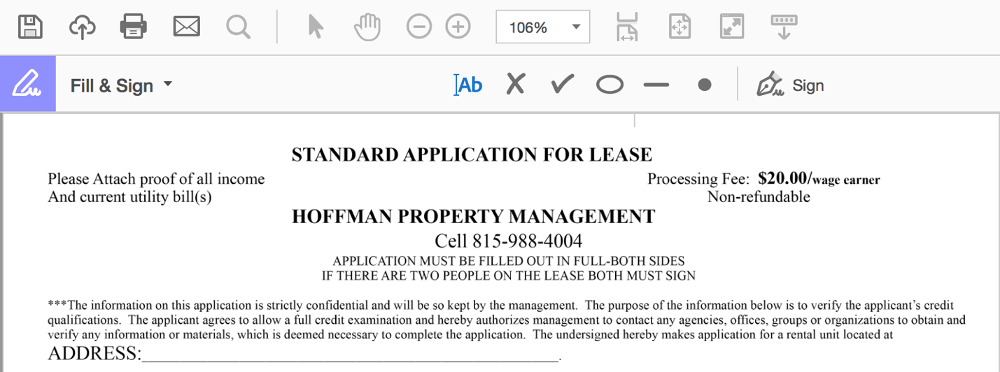 106%
Fill & Sign
Ab
Sign
STANDARD APPLICATION FOR LEASE
Please Attach proof of all income
Processing Fee: $20.00/wage earner
And current utility bill(s)
Non-refundable
HOFFMAN PROPERTY MANAGEMENT
Cell 815-988-4004
APPLICATION MUST BE FILLED OUT IN FULL-BOTH SIDES
IF THERE ARE TWO PEOPLE ON THE LEASE BOTH MUST SIGN
***The information on this application is strictly confidential and will be so kept by the management. The purpose of the information below is to verify the applicant's credit
qualifications. The applicant agrees to allow a full credit examination and hereby authorizes management to contact any agencies, offices, groups or organizations to obtain and
verify any information or materials, which is deemed necessary to complete the application. The undersigned hereby makes application for a rental unit located at
ADDRESS:______________________________________________.